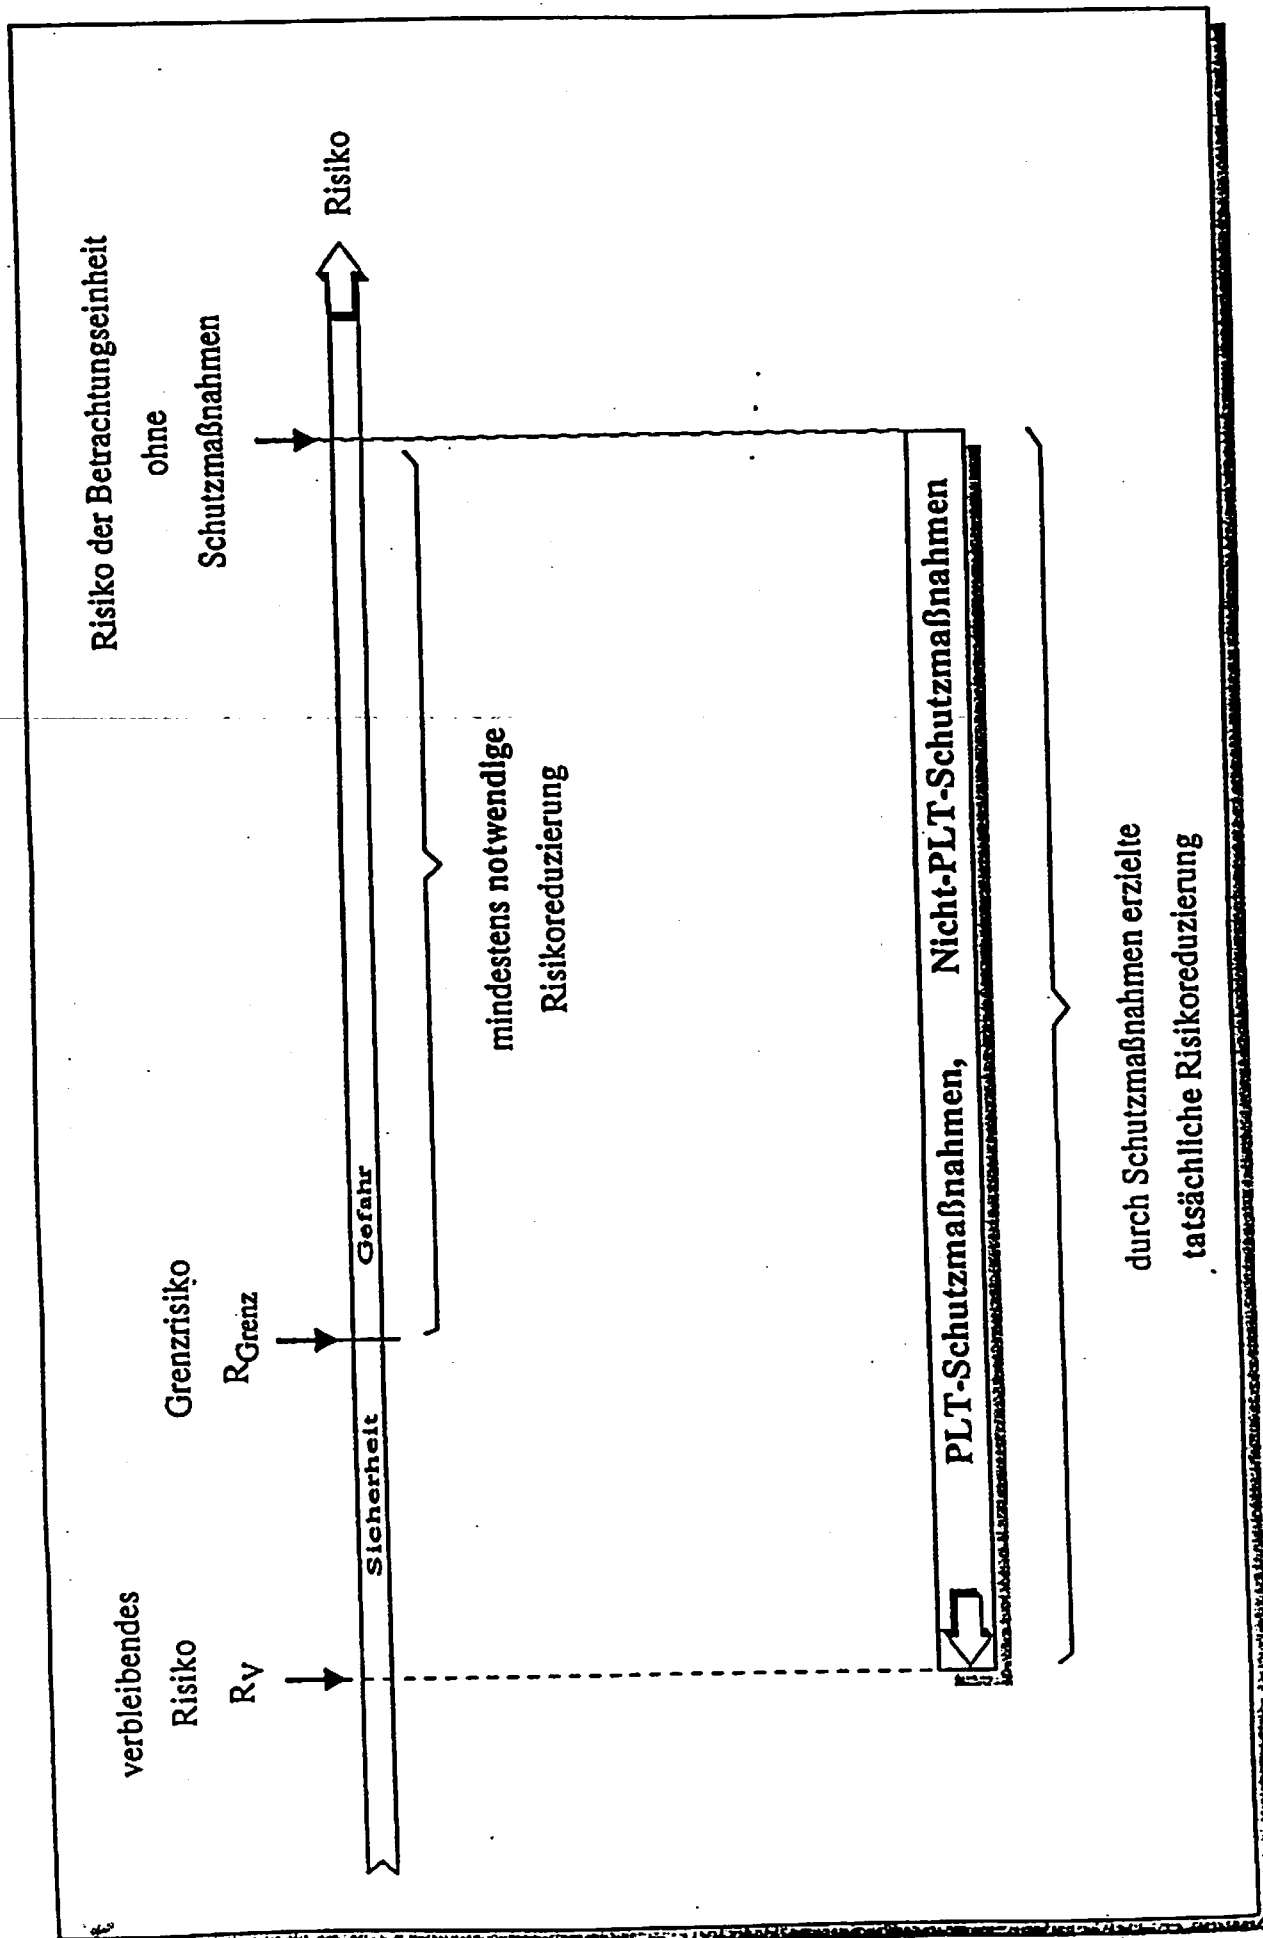 verbleibendes
Risiko
RV
Grenzrisiko
RGrenz
Risiko der Betrachtungseinheit
ohne
Schutzmaßnahmen
Risiko
Sicherheit
Gefahr
mindestens notwendige
Risikoreduzierung
PLT-Schutzmaßnahmen, Nicht-PLT-Schutzmaßnahmen
durch Schutzmaßnahmen erzielte
tatsächliche Risikoreduzierung